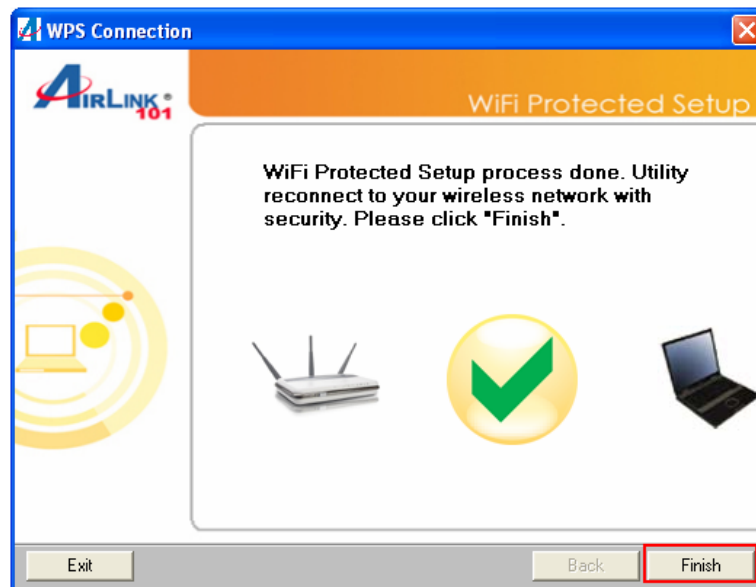 WPS Connection
AirLink
101
WiFi Protected Setup
WiFi Protected Setup process done. Utility
reconnect to your wireless network with
security. Please click "Finish".
Exit
Back
Finish